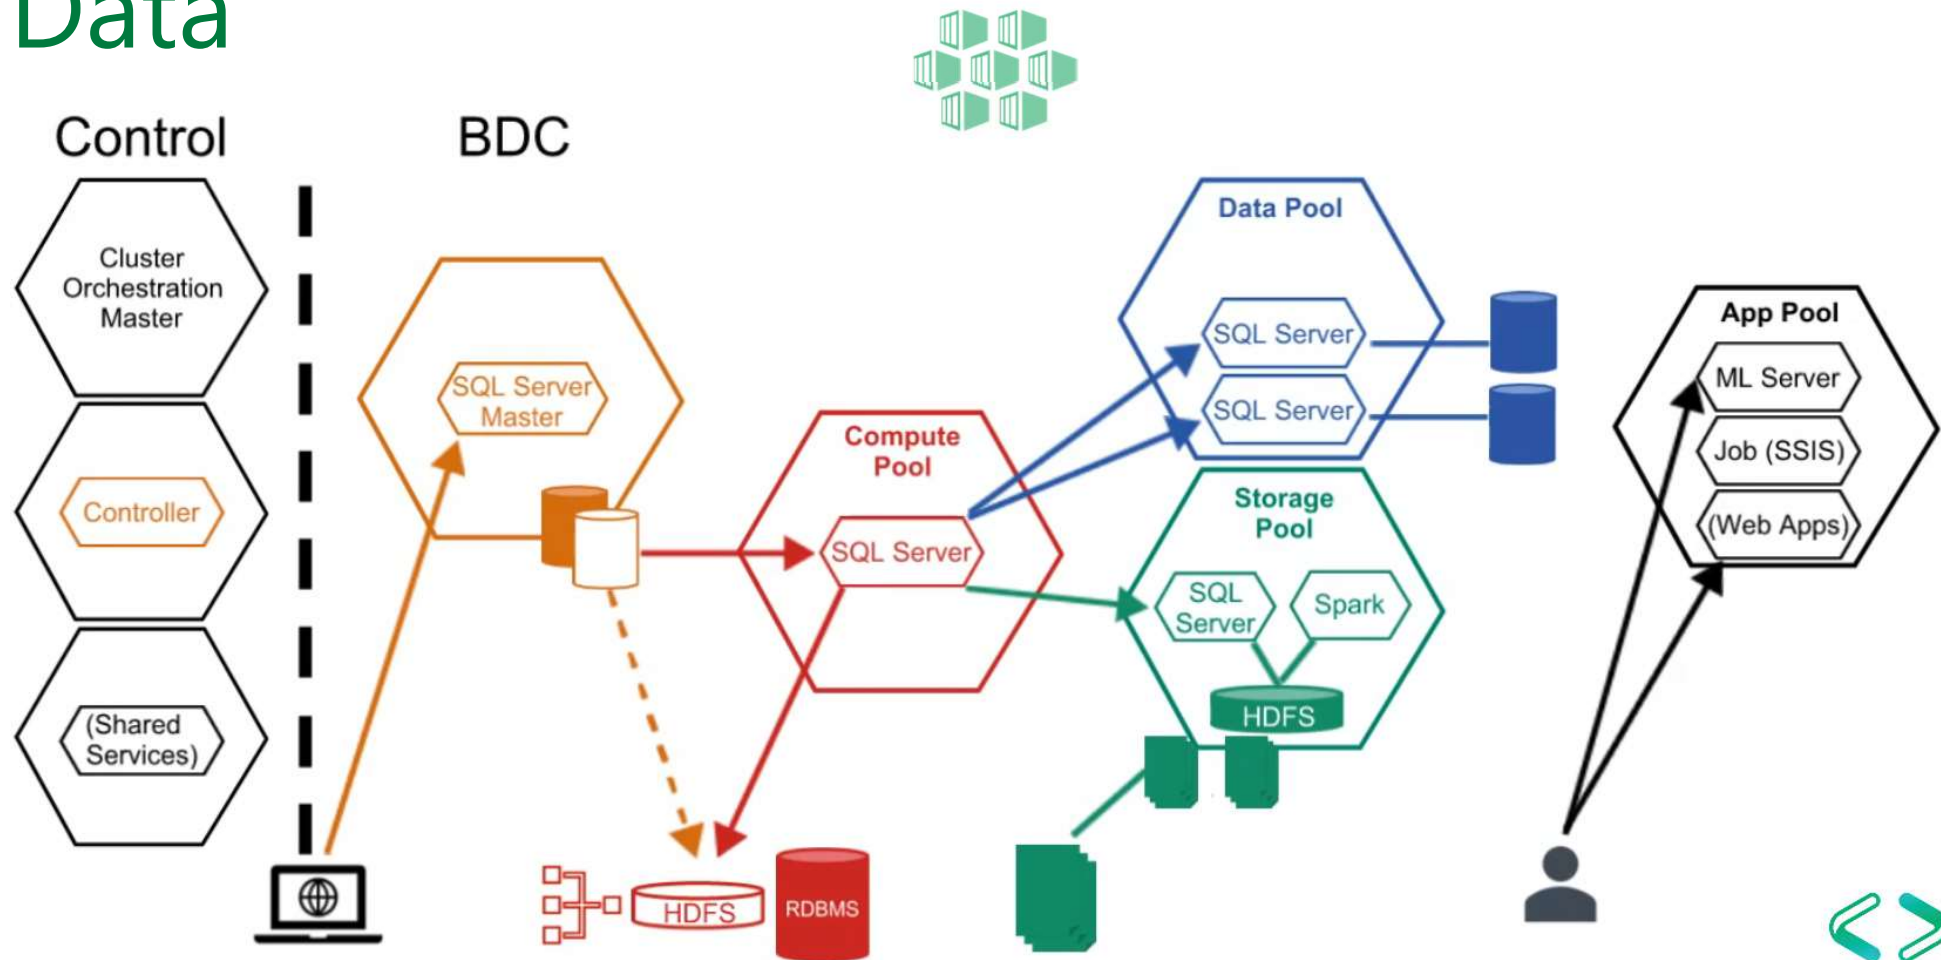 Data
Control
BDC
Cluster
Orchestration
Master
Controller
(Shared
Services)
SQL Server
Master
Compute
Pool
SQL Server
Data Pool
SQL Server
SQL Server
Storage
Pool
SQL
Server
Spark
HDFS
HDFS
RDBMS
App Pool
ML Server
Job (SSIS)
(Web Apps)